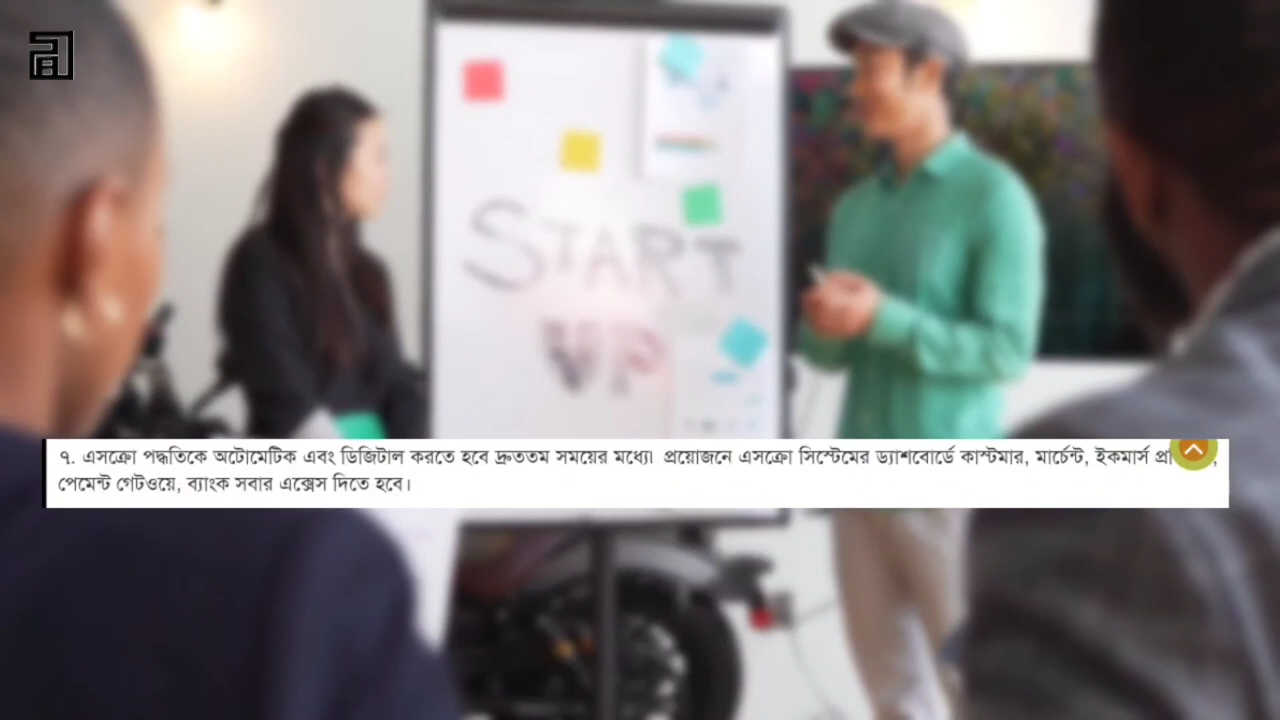 START
UP
৭. এসক্রো পদ্ধতিকে অটোমেটিক এবং ডিজিটাল করতে হবে দ্রুততম সময়ের মধ্যে৷ প্রয়োজনে এসক্রো সিস্টেমের ড্যাশবোর্ডে কাস্টমার, মার্চেন্ট, ইকমার্স
পেমেন্ট গেটওয়ে, ব্যাংক সবার এক্সেস দিতে হবে।